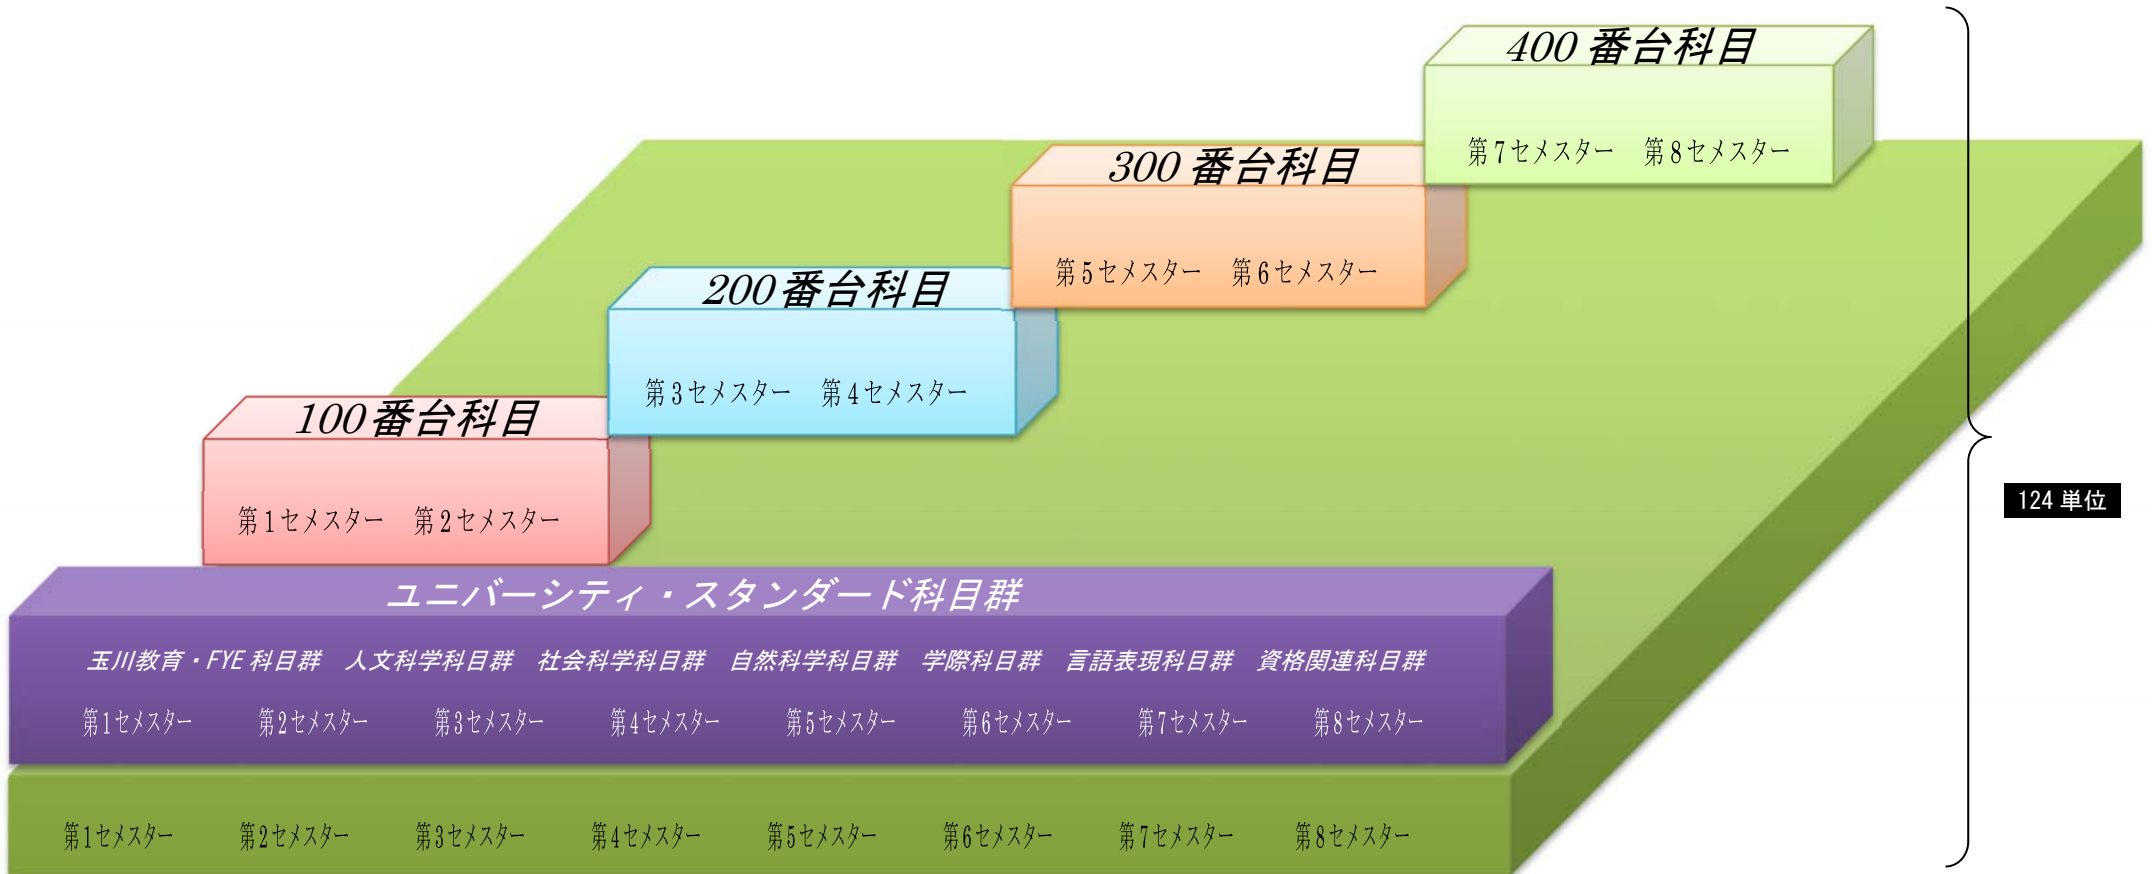 400 番台科目
第７セメスター　第８セメスター
300 番台科目
第５セメスター　第６セメスター
200 番台科目
第３セメスター　第４セメスター
100 番台科目
第１セメスター　第２セメスター
124 単位
ユニバーシティ・スタンダード科目群
玉川教育・FYE 科目群　人文科学科目群　社会科学科目群　自然科学科目群　学際科目群　言語表現科目群　資格関連科目群
第1セメスター　第2セメスター　第3セメスター　第4セメスター　第5セメスター　第6セメスター　第7セメスター　第8セメスター
第1セメスター　第2セメスター　第3セメスター　第4セメスター　第5セメスター　第6セメスター　第7セメスター　第8セメスター